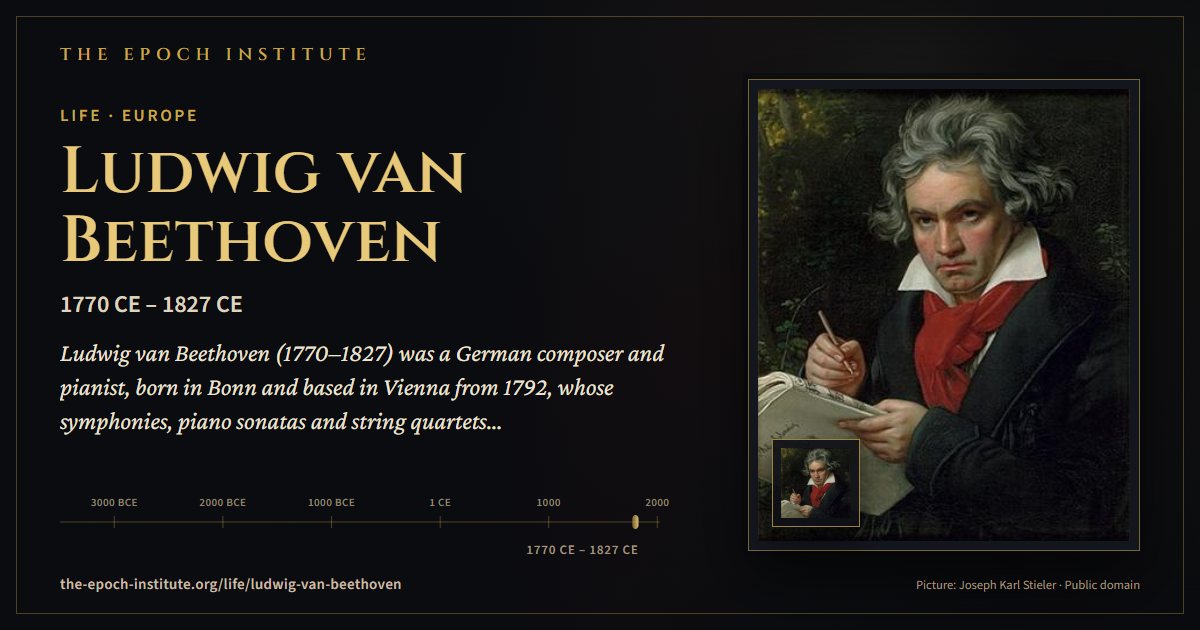 THE EPOCH INSTITUTE
LIFE · EUROPE
LUDWIG VAN
BEETHOVEN
1770 CE – 1827 CE
Ludwig van Beethoven (1770–1827) was a German composer and
pianist, born in Bonn and based in Vienna from 1792, whose
symphonies, piano sonatas and string quartets...
3000 BCE 2000 BCE 1000 BCE 1 CE 1000 2000
1770 CE – 1827 CE
the-epoch-institute.org/life/ludwig-van-beethoven
Picture: Joseph Karl Stieler · Public domain